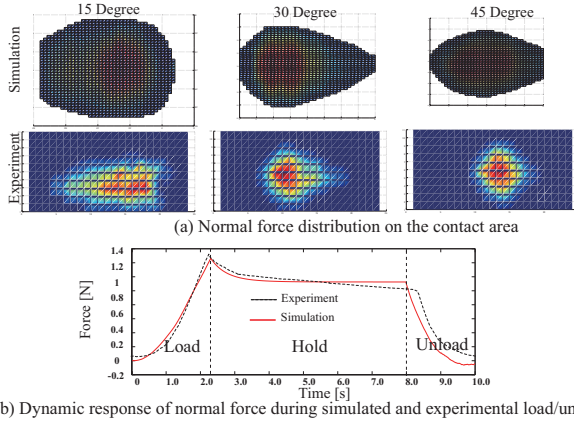 15 Degree 30 Degree 45 Degree
Simulation
Experiment
(a) Normal force distribution on the contact area
1.4
1.2
1
0.8
0.6
0.4
0.2
0
-0.2
Force [N]
Experiment
Simulation
Load Hold Unload
0 1.0 2.0 3.0 4.0 5.0 6.0 7.0 8.0 9.0 10.0
Time [s]
b) Dynamic response of normal force during simulated and experimental load/un